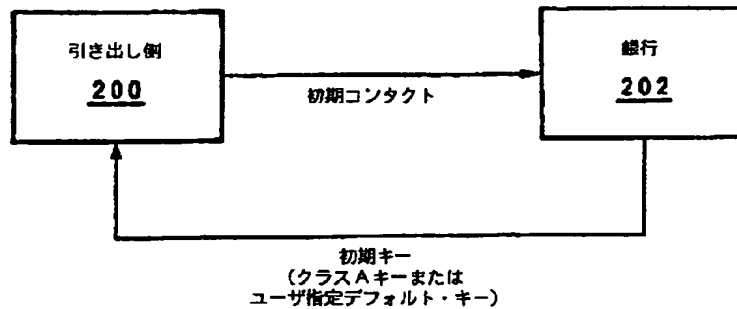 引き出し側
200
初期コンタクト
銀行
202
初期キー
(クラスAキーまたは
ユーザ指定デフォルト・キー)